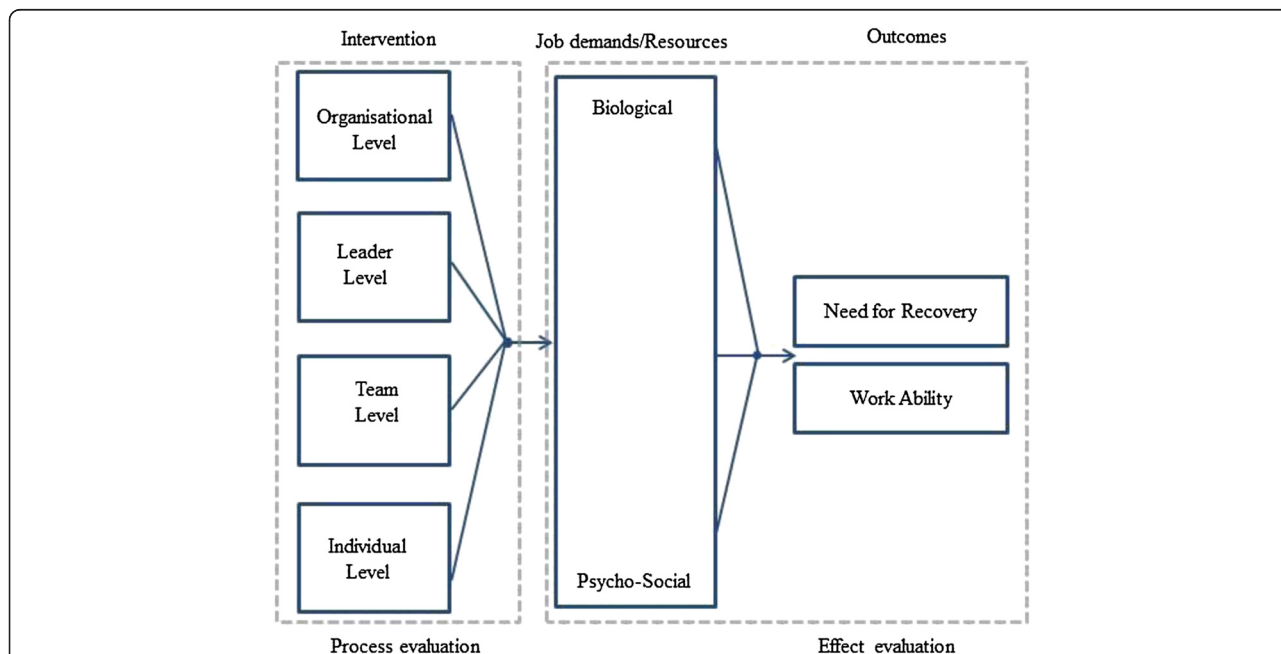 Intervention
Job demands/Resources
Outcomes
Organisational
Level
Leader
Level
Team
Level
Individual
Level
Biological
Psycho-Social
Need for Recovery
Work Ability
Process evaluation
Effect evaluation